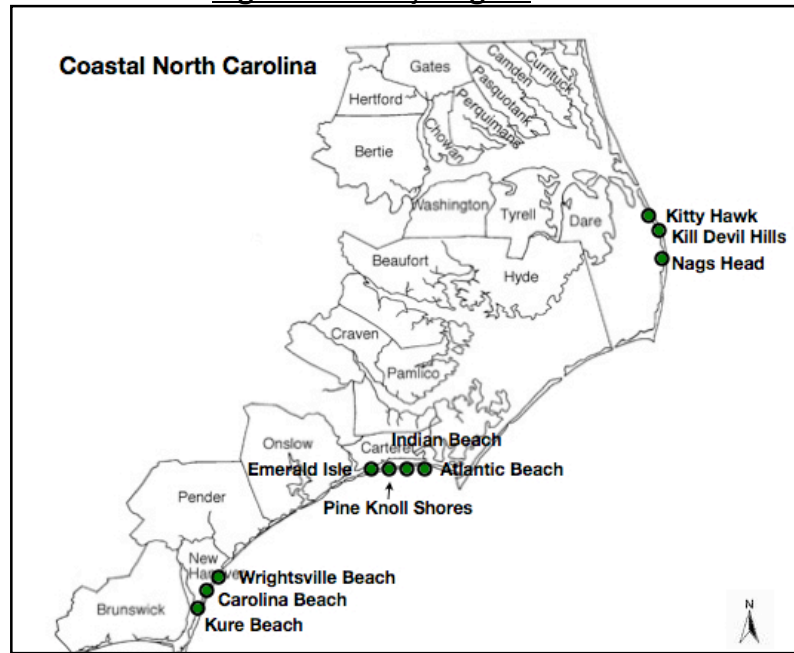 Coastal North Carolina
Gates
Camden
Currituck
Pasquotank
Perquimans
Hertford
Chowan
Bertie
Washington
Tyrell
Dare
Kitty Hawk
Kill Devil Hills
Nags Head
Beaufort
Hyde
Craven
Pamlico
Onslow
Carteret
Indian Beach
Emerald Isle
Atlantic Beach
Pine Knoll Shores
Pender
New
Hanover
Wrightsville Beach
Carolina Beach
Brunswick
Kure Beach
N